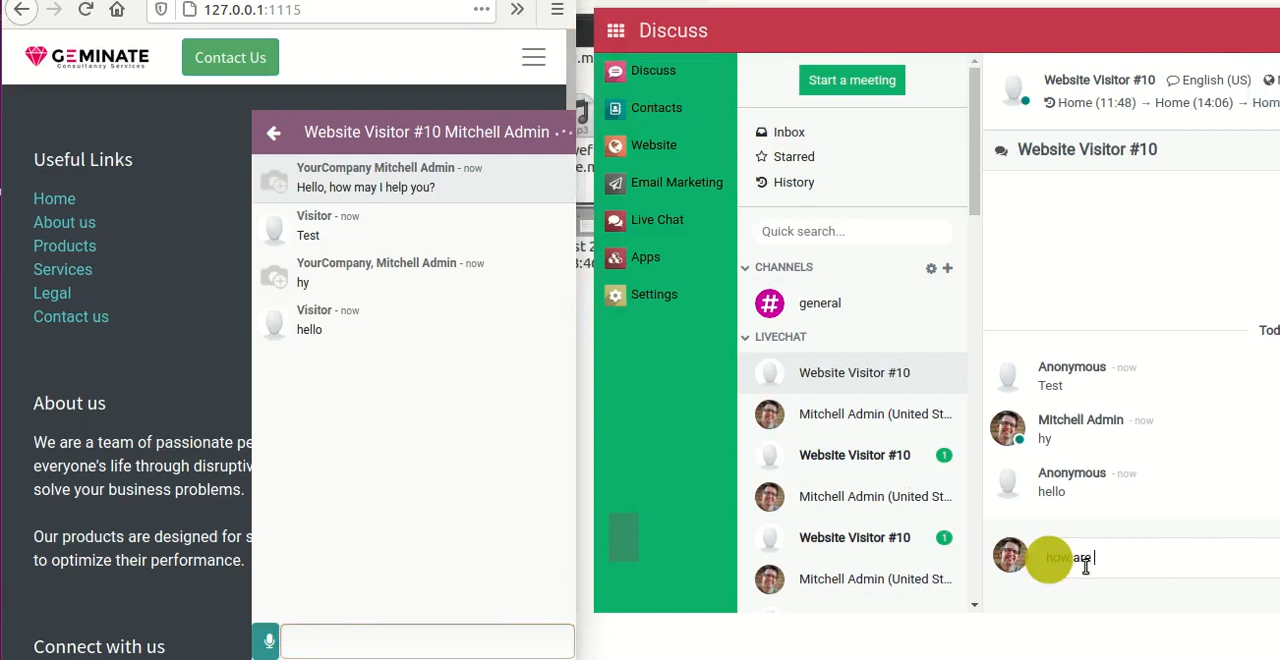 127.0.0.1:1115
GEMINATE
Consultancy Services
Contact Us
Useful Links
Home
About us
Products
Services
Legal
Contact us
About us
We are a team of passionate pe
everyone's life through disruptiv
solve your business problems.
Our products are designed for s
to optimize their performance.
Connect with us
Website Visitor #10 Mitchell Admin
YourCompany Mitchell Admin - now
Hello, how may I help you?
Visitor - now
Test
YourCompany, Mitchell Admin - now
hy
Visitor - now
hello
Discuss
Discuss
Contacts
Website
Email Marketing
Live Chat
Apps
Settings
Start a meeting
Inbox
Starred
History
Quick search...
CHANNELS
general
LIVECHAT
Website Visitor #10
Mitchell Admin (United St...
Website Visitor #10 1
Mitchell Admin (United St...
Website Visitor #10 1
Mitchell Admin (United St...
Website Visitor #10 English (US)
Home (11:48) → Home (14:06) → Hom
Website Visitor #10
Tod
Anonymous - now
Test
Mitchell Admin - now
hy
Anonymous - now
hello
how are